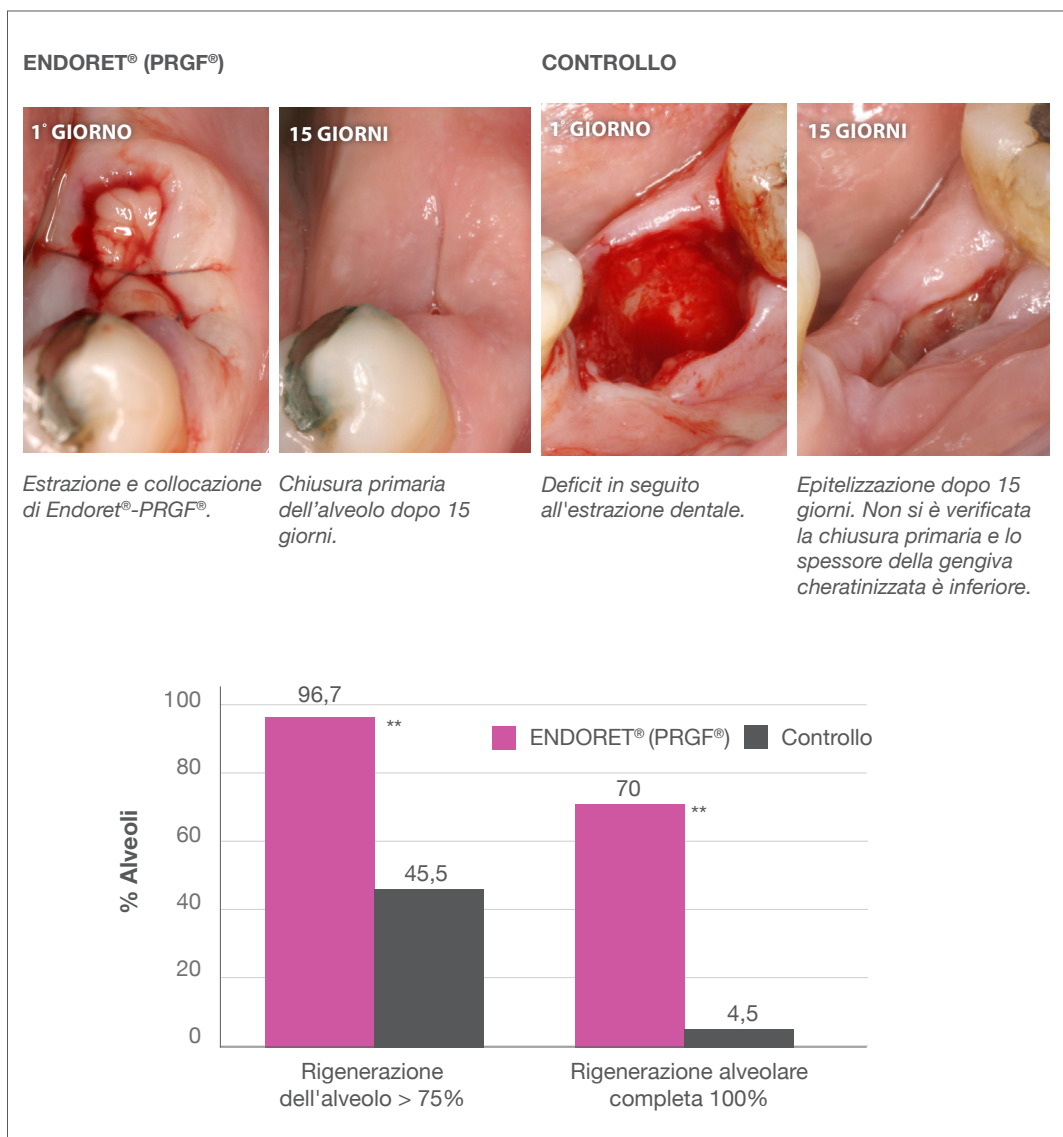 ENDORET® (PRGF®)
CONTROLLO
1° GIORNO
15 GIORNI
1° GIORNO
15 GIORNI
Estrazione e collocazione
di Endoret®-PRGF®.
Chiusura primaria
dell’alveolo dopo 15
giorni.
Deficit in seguito
all'estrazione dentale.
Epitelizzazione dopo 15
giorni. Non si è verificata
la chiusura primaria e lo
spessore della gengiva
cheratinizzata è inferiore.
% Alveoli
100
80
60
40
20
0
96,7
**
45,5
70
**
4,5
ENDORET® (PRGF®)
Controllo
Rigenerazione
dell'alveolo > 75%
Rigenerazione alveolare
completa 100%